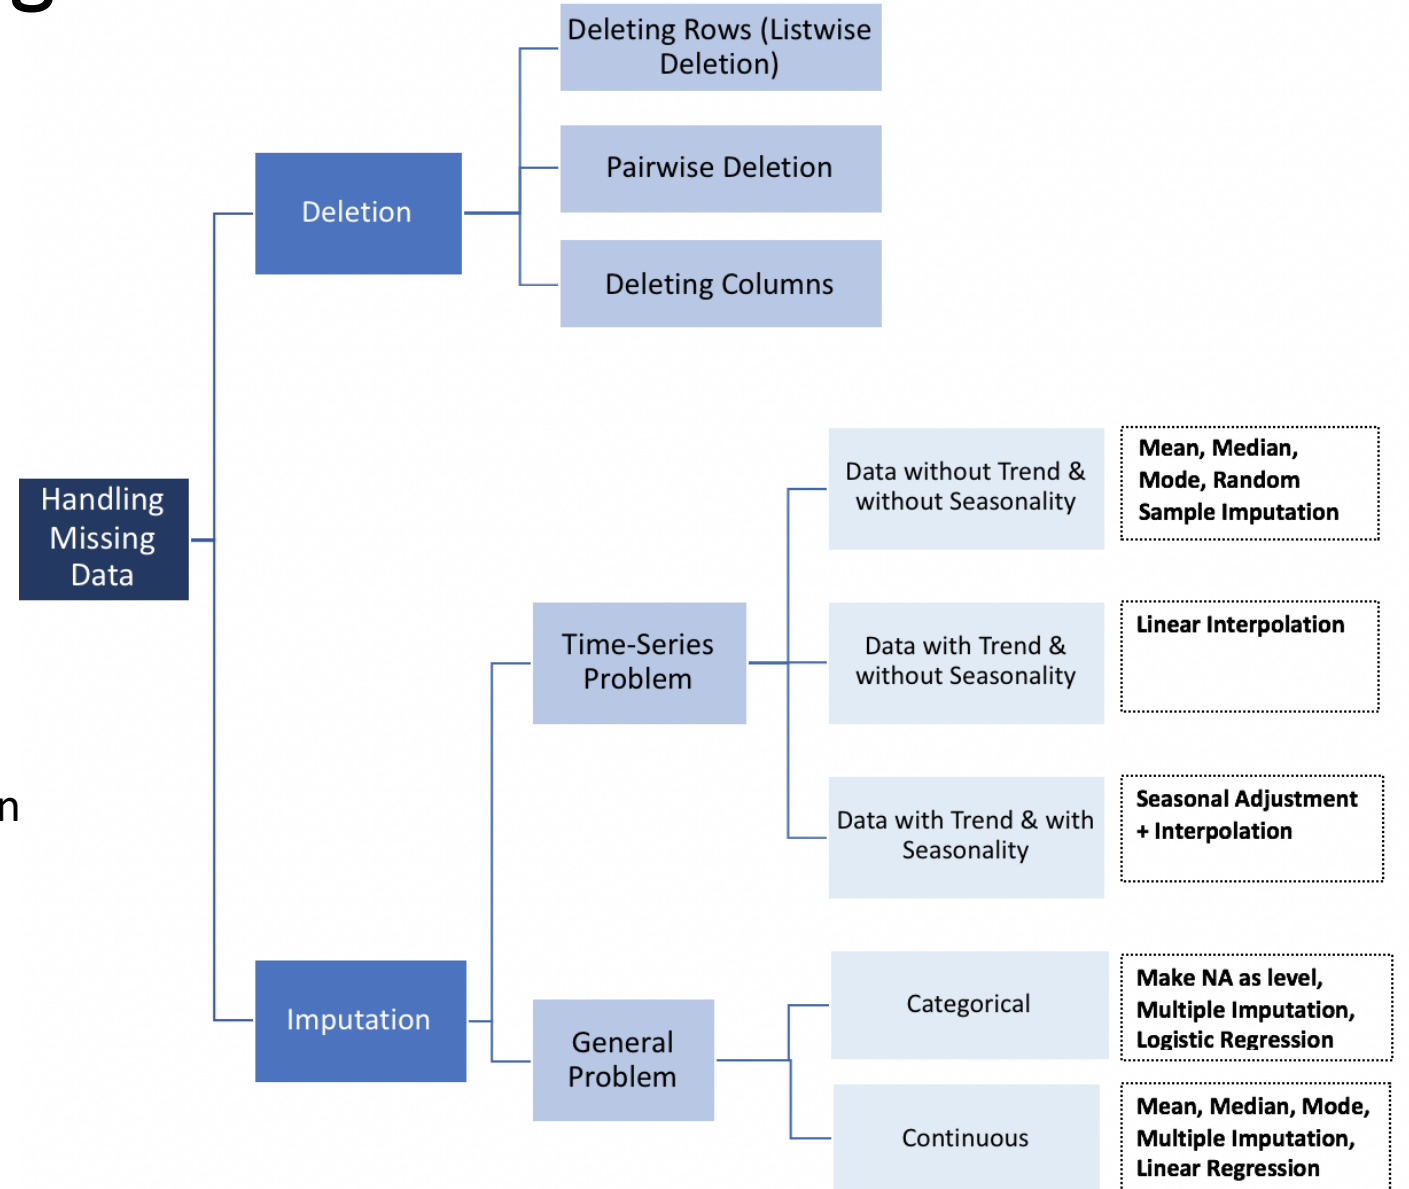 g
Deleting Rows (Listwise
Deletion)
Pairwise Deletion
Deletion
Deleting Columns
Handling
Missing
Data
Data without Trend &
without Seasonality
Mean, Median,
Mode, Random
Sample Imputation
Time-Series
Problem
Data with Trend &
without Seasonality
Linear Interpolation
n
Data with Trend & with
Seasonality
Seasonal Adjustment
+ Interpolation
Imputation
General
Problem
Categorical
Make NA as level,
Multiple Imputation,
Logistic Regression
Continuous
Mean, Median, Mode,
Multiple Imputation,
Linear Regression